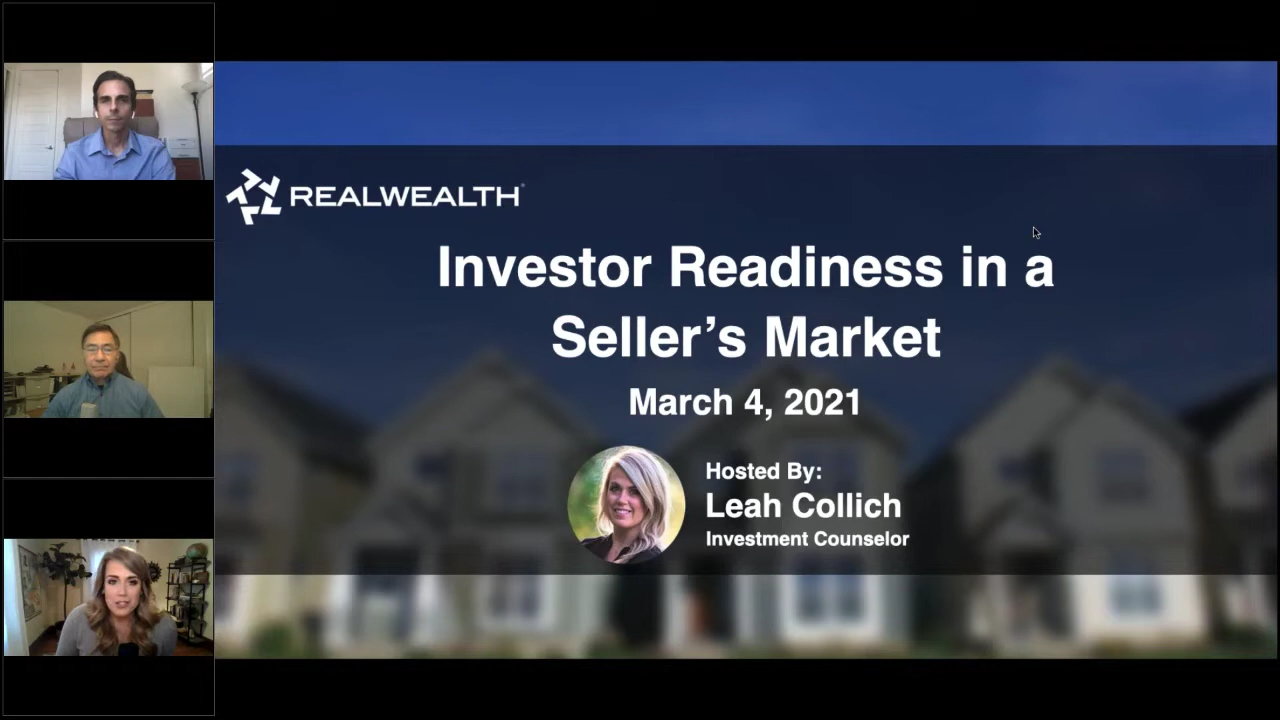 REALWEALTH
Investor Readiness in a
Seller’s Market
March 4, 2021
Hosted By:
Leah Collich
Investment Counselor